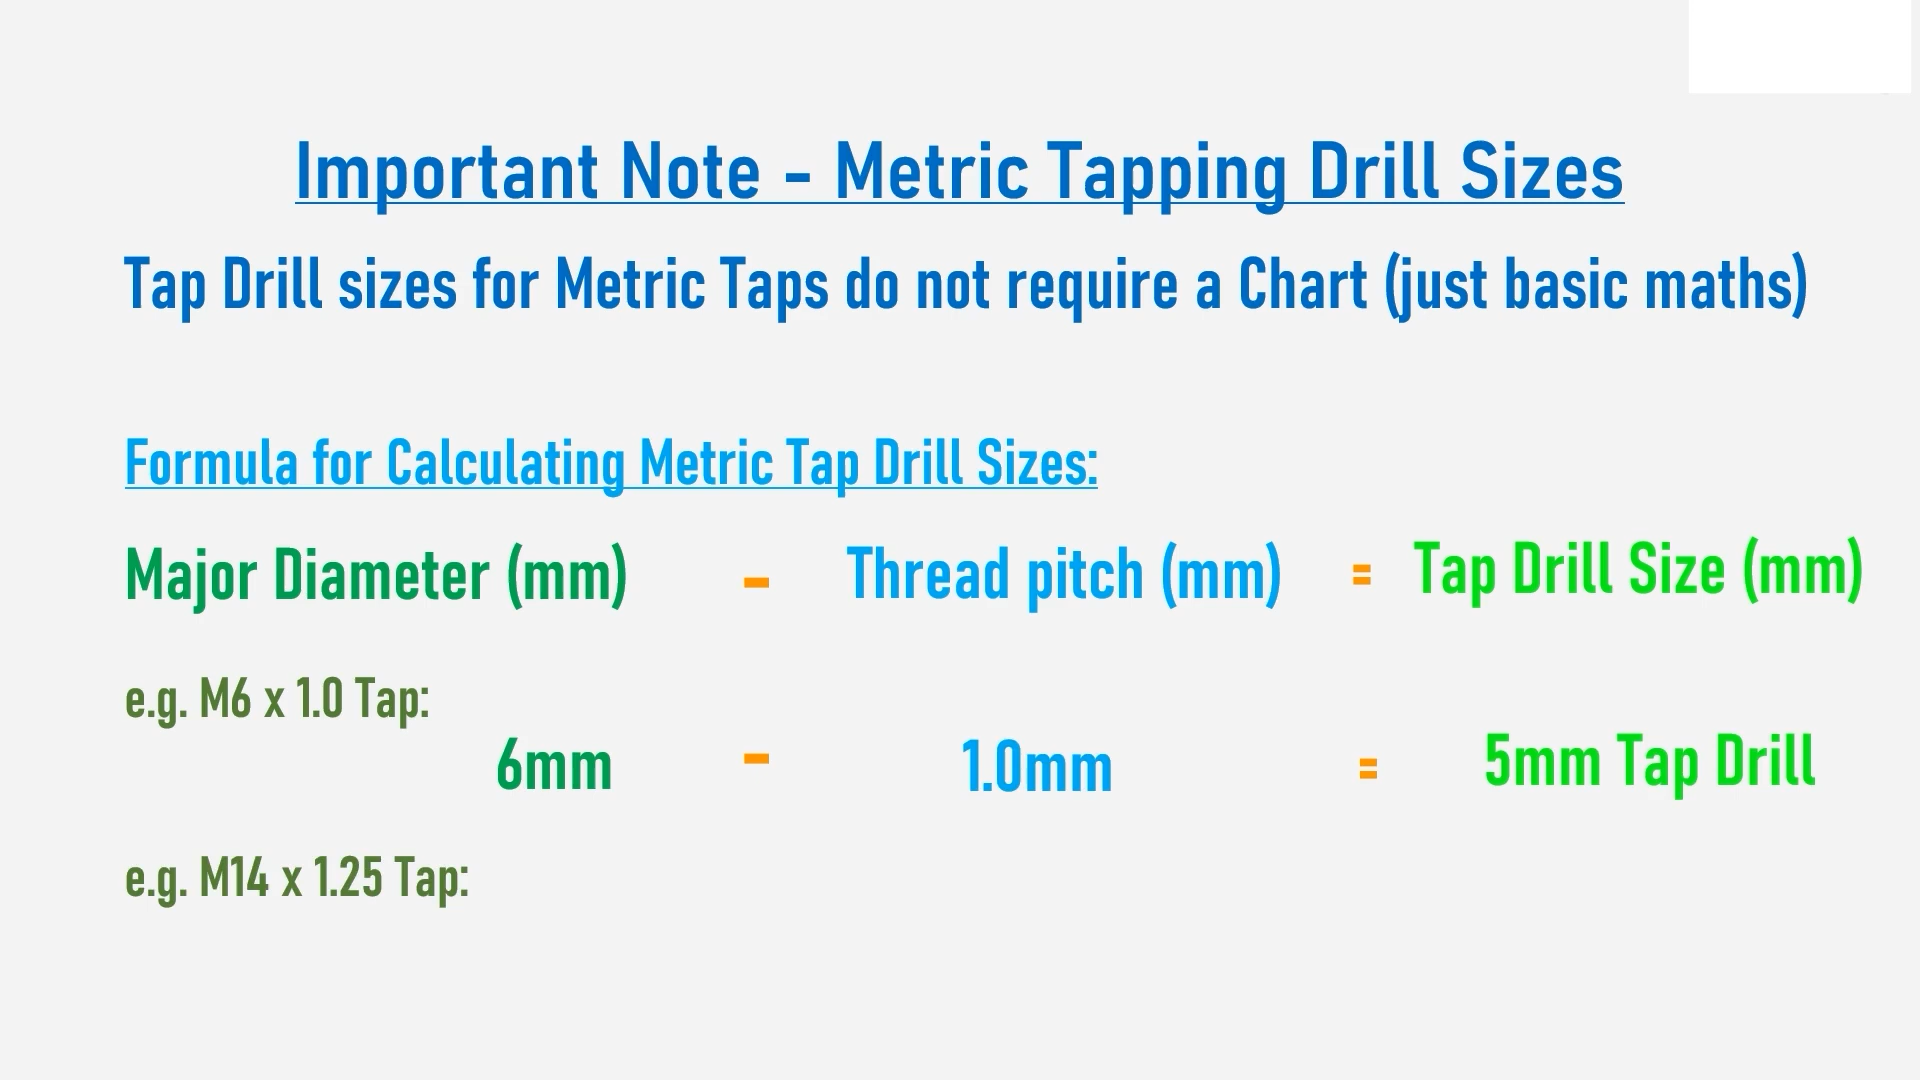 Important Note - Metric Tapping Drill Sizes
Tap Drill sizes for Metric Taps do not require a Chart (just basic maths)
Formula for Calculating Metric Tap Drill Sizes:
Major Diameter (mm) - Thread pitch (mm) = Tap Drill Size (mm)
e.g. M6 x 1.0 Tap:
6mm - 1.0mm = 5mm Tap Drill
e.g. M14 x 1.25 Tap: